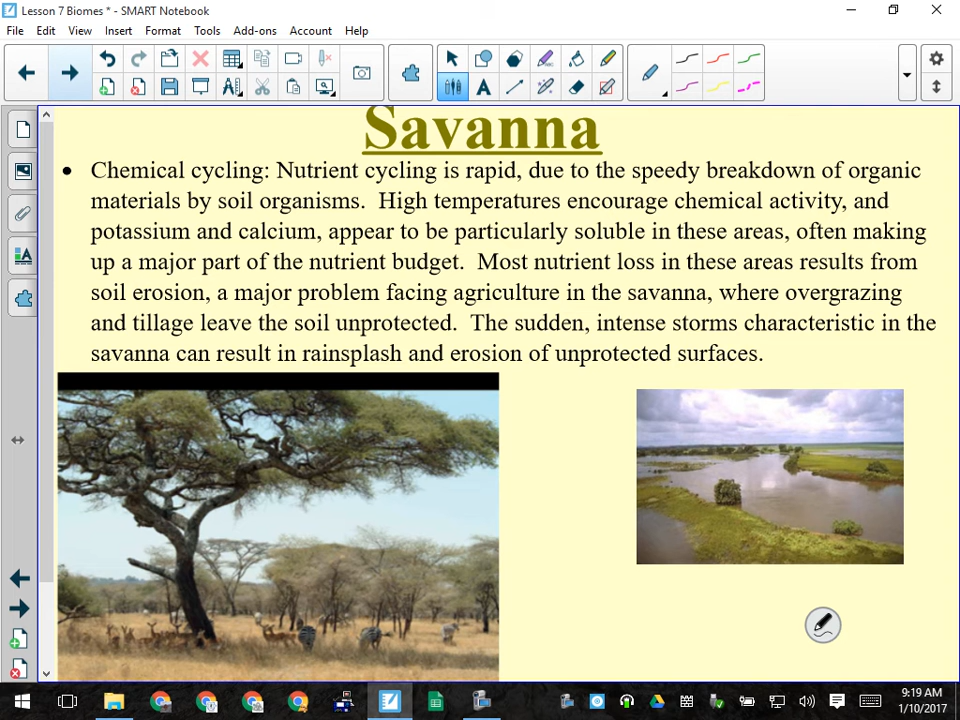 Lesson 7 Biomes * - SMART Notebook
File Edit View Insert Format Tools Add-ons Account Help
Savanna
• Chemical cycling: Nutrient cycling is rapid, due to the speedy breakdown of organic
materials by soil organisms.  High temperatures encourage chemical activity, and
potassium and calcium, appear to be particularly soluble in these areas, often making
up a major part of the nutrient budget.  Most nutrient loss in these areas results from
soil erosion, a major problem facing agriculture in the savanna, where overgrazing
and tillage leave the soil unprotected.  The sudden, intense storms characteristic in the
savanna can result in rainsplash and erosion of unprotected surfaces.
9:19 AM
1/10/2017